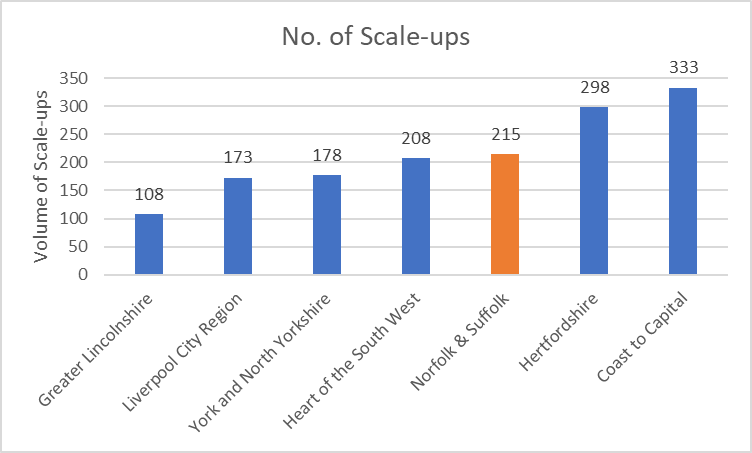 No. of Scale-ups
Volume of Scale-ups
350
300
250
200
150
100
50
0
108
173
178
208
215
298
333
Greater Lincolnshire
Liverpool City Region
York and North Yorkshire
Heart of the South West
Norfolk & Suffolk
Hertfordshire
Coast to Capital